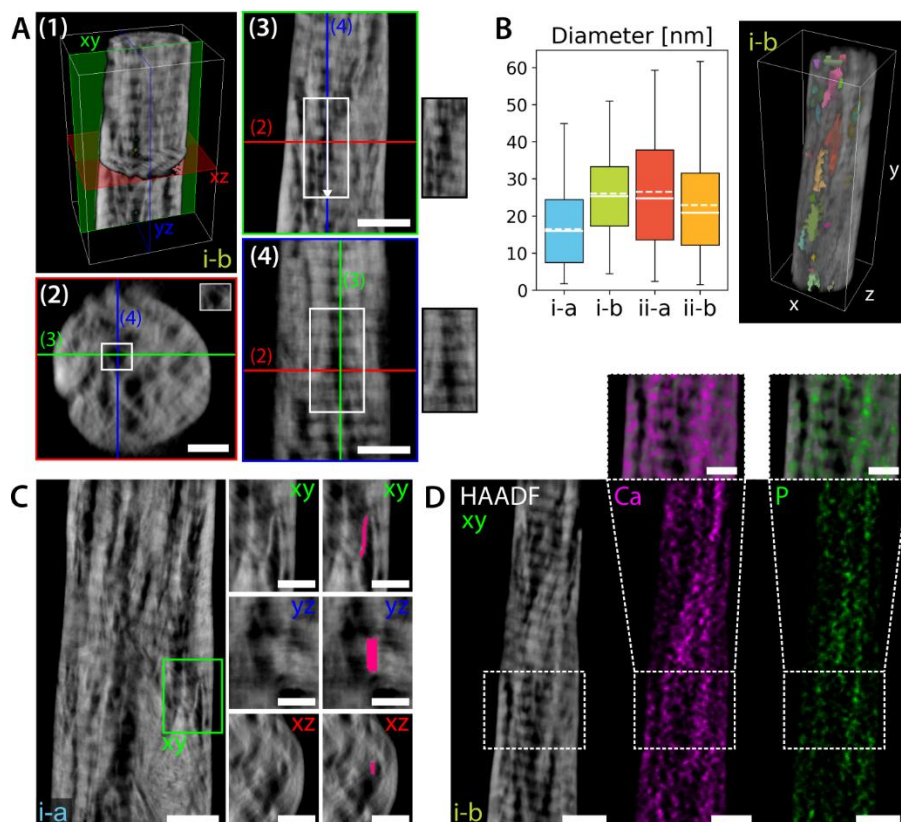 A
(1)
xy
xz
yz
i-b
(2)
(4)
(3)
(3)
(4)
(2)
(4)
(3)
(2)
B
Diameter [nm]
60
50
40
30
20
10
0
i-a
i-b
ii-a
ii-b
i-b
y
x
z
C
xy
i-a
xy
xy
yz
yz
xz
xz
D
HAADF
xy
i-b
Ca
P